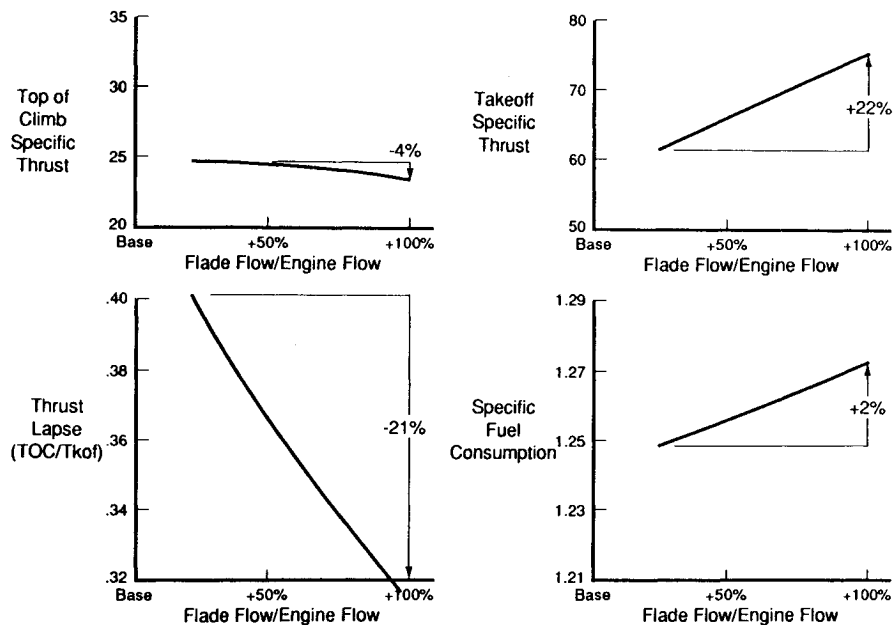 35
30
25
20
Top of
Climb
Specific
Thrust
-4%
Base
+50%
+100%
Flade Flow/Engine Flow
80
70
60
50
Takeoff
Specific
Thrust
+22%
Base
+50%
+100%
Flade Flow/Engine Flow
.40
.38
.36
.34
.32
Thrust
Lapse
(TOC/Tkof)
-21%
Base
+50%
+100%
Flade Flow/Engine Flow
1.29
1.27
1.25
1.23
1.21
Specific
Fuel
Consumption
+2%
Base
+50%
+100%
Flade Flow/Engine Flow